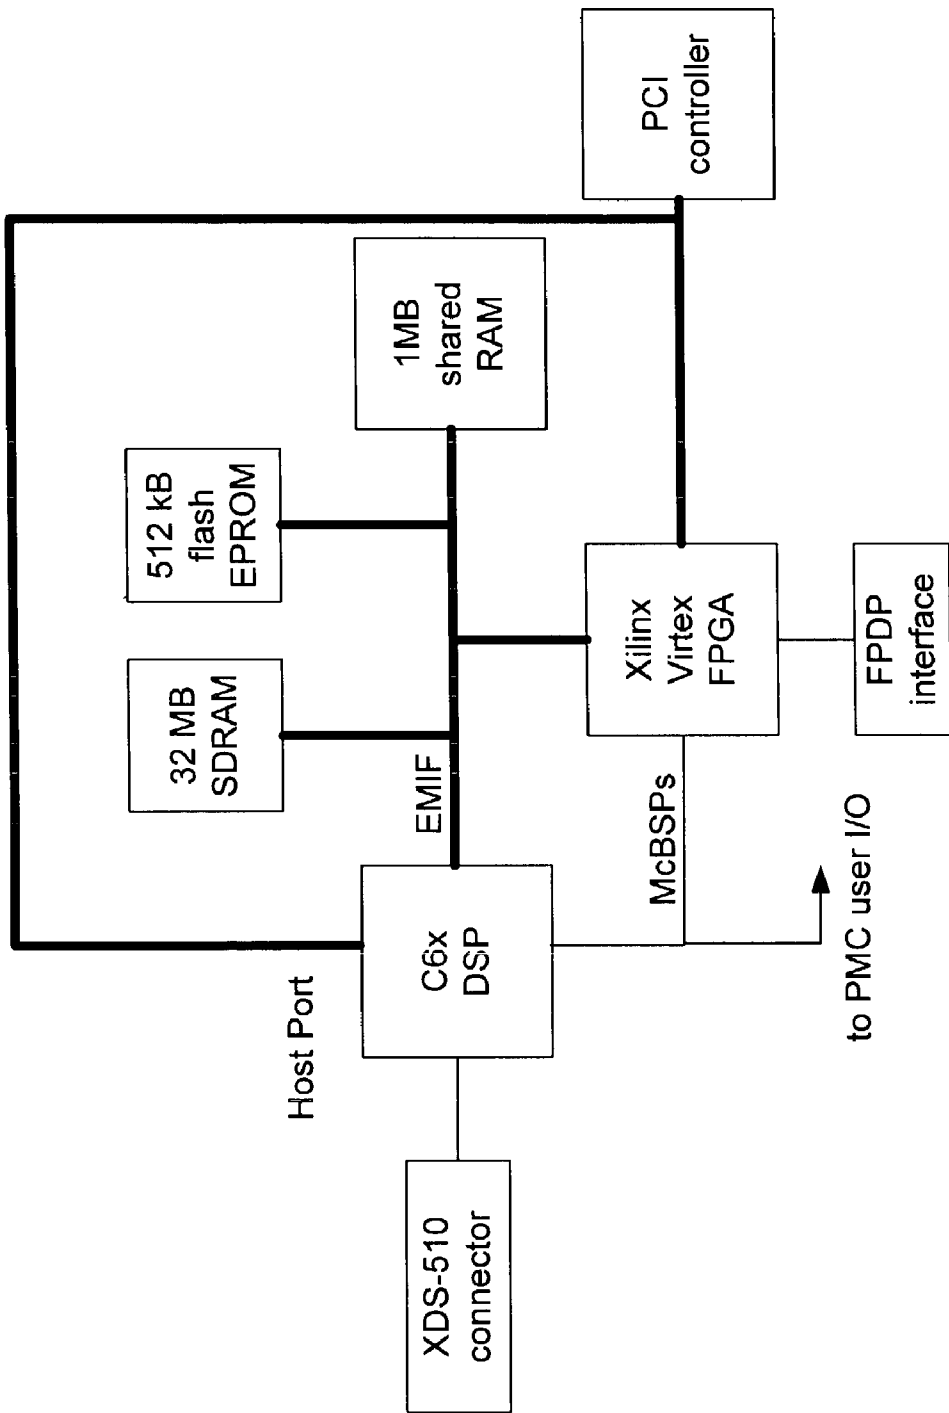 XDS-510
connector
Host Port
C6x
DSP
EMIF
32 MB
SDRAM
512 kB
flash
EPROM
1MB
shared
RAM
McBSPs
to PMC user I/O
Xilinx
Virtex
FPGA
FPDP
interface
PCI
controller